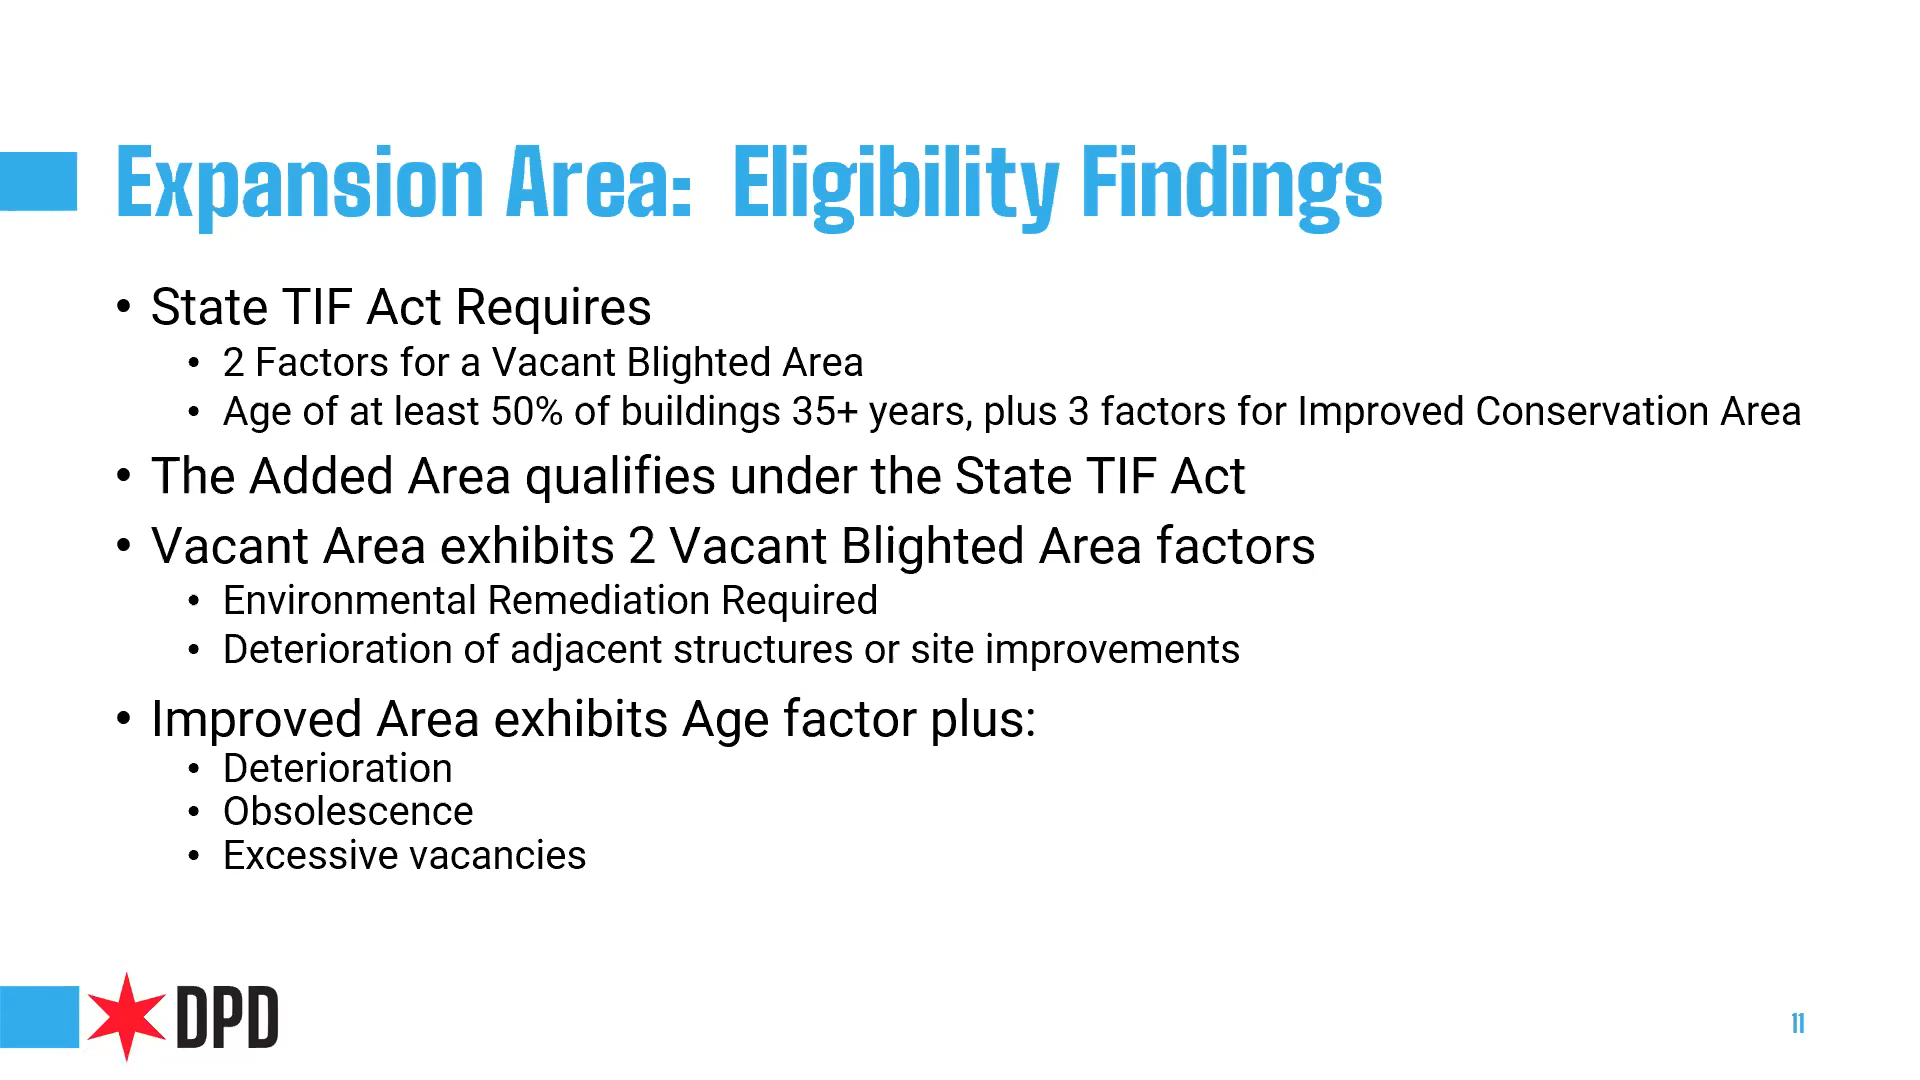 Expansion Area: Eligibility Findings
• State TIF Act Requires
• 2 Factors for a Vacant Blighted Area
• Age of at least 50% of buildings 35+ years, plus 3 factors for Improved Conservation Area
• The Added Area qualifies under the State TIF Act
• Vacant Area exhibits 2 Vacant Blighted Area factors
• Environmental Remediation Required
• Deterioration of adjacent structures or site improvements
• Improved Area exhibits Age factor plus:
• Deterioration
• Obsolescence
• Excessive vacancies
DPD
11